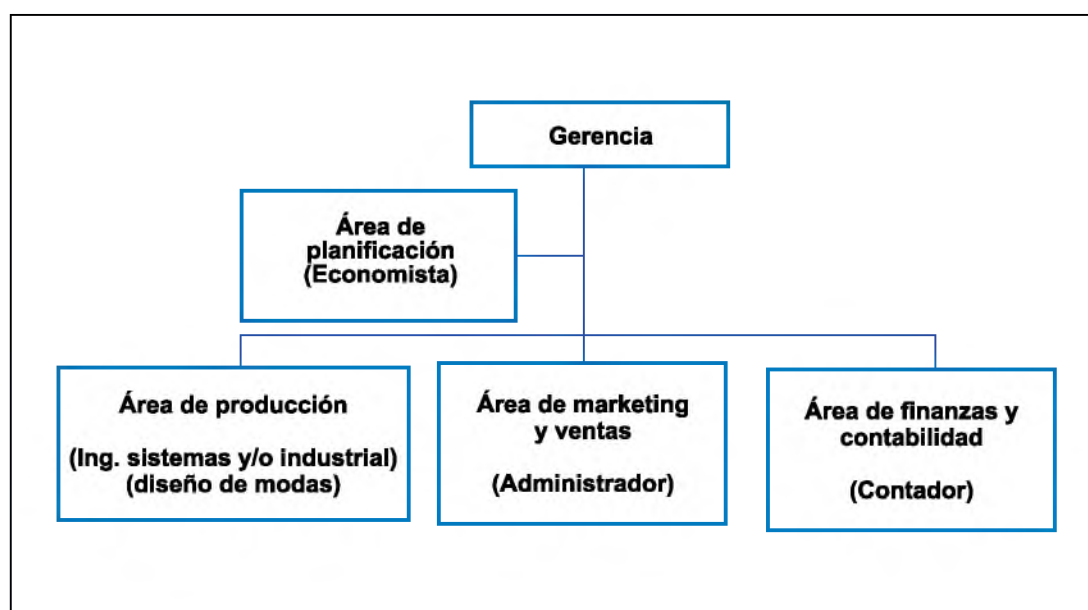 Gerencia
Área de
planificación
(Economista)
Área de producción
(Ing. sistemas y/o industrial)
(diseño de modas)
Área de marketing
y ventas
(Administrador)
Área de finanzas y
contabilidad
(Contador)